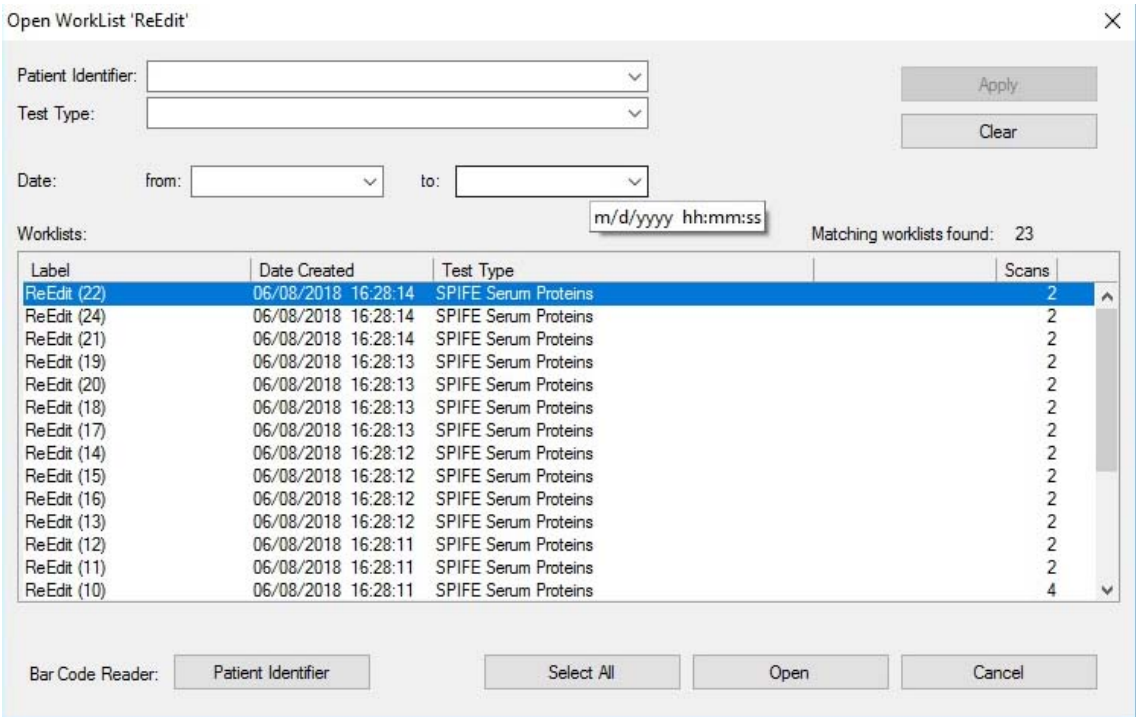 Open WorkList 'ReEdit'
Patient Identifier:
Apply
Test Type:
Clear
Date: from: to:
m/d/yyyy hh:mm:ss
Worklists: Matching worklists found: 23
Label Date Created Test Type Scans
ReEdit (22) 06/08/2018 16:28:14 SPIFE Serum Proteins 2
ReEdit (24) 06/08/2018 16:28:14 SPIFE Serum Proteins 2
ReEdit (21) 06/08/2018 16:28:14 SPIFE Serum Proteins 2
ReEdit (19) 06/08/2018 16:28:13 SPIFE Serum Proteins 2
ReEdit (20) 06/08/2018 16:28:13 SPIFE Serum Proteins 2
ReEdit (18) 06/08/2018 16:28:13 SPIFE Serum Proteins 2
ReEdit (17) 06/08/2018 16:28:13 SPIFE Serum Proteins 2
ReEdit (14) 06/08/2018 16:28:12 SPIFE Serum Proteins 2
ReEdit (15) 06/08/2018 16:28:12 SPIFE Serum Proteins 2
ReEdit (16) 06/08/2018 16:28:12 SPIFE Serum Proteins 2
ReEdit (13) 06/08/2018 16:28:12 SPIFE Serum Proteins 2
ReEdit (12) 06/08/2018 16:28:11 SPIFE Serum Proteins 2
ReEdit (11) 06/08/2018 16:28:11 SPIFE Serum Proteins 2
ReEdit (10) 06/08/2018 16:28:11 SPIFE Serum Proteins 4
Bar Code Reader: Patient Identifier Select All Open Cancel